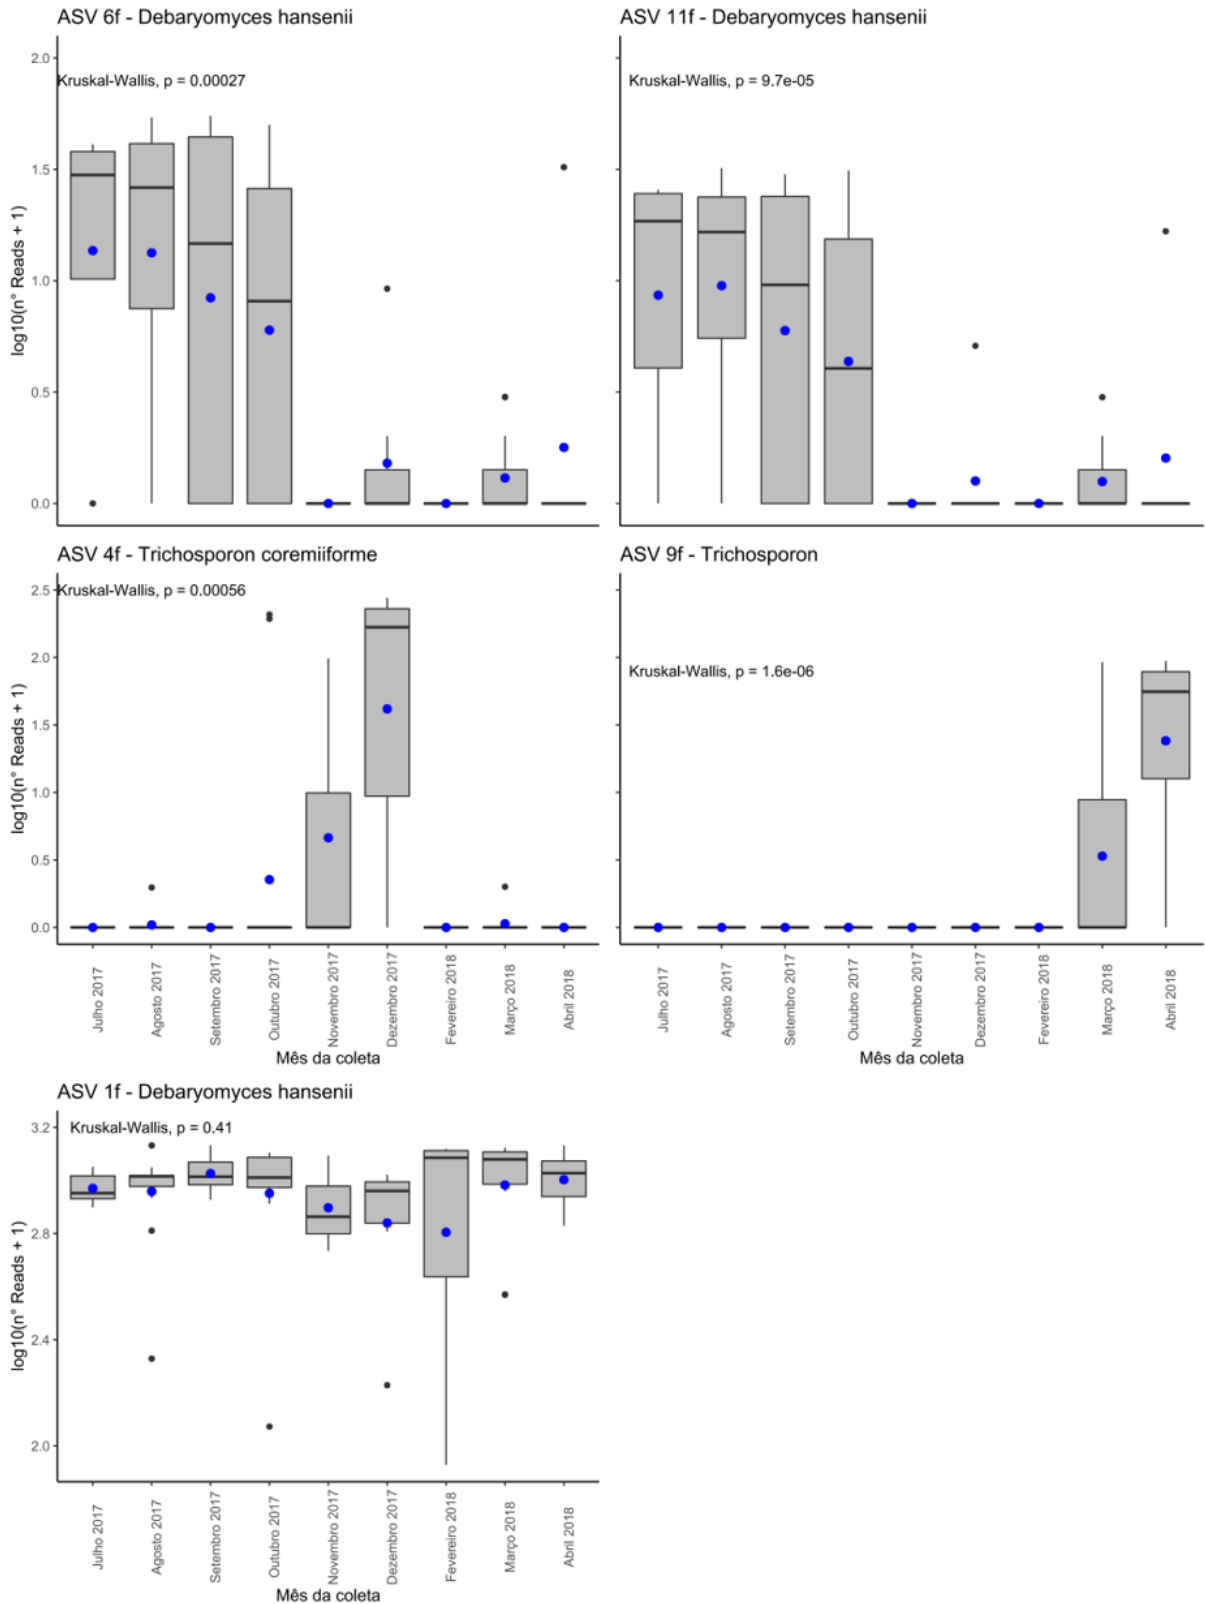 ASV 6f - Debaryomyces hansenii
Kruskal-Wallis, p = 0.00027
log10(n° Reads + 1)
2.0
1.5
1.0
0.5
0.0
ASV 11f - Debaryomyces hansenii
Kruskal-Wallis, p = 9.7e-05
ASV 4f - Trichosporon coremiiforme
Kruskal-Wallis, p = 0.00056
log10(n° Reads + 1)
2.5
2.0
1.5
1.0
0.5
0.0
Julho 2017
Agosto 2017
Setembro 2017
Outubro 2017
Novembro 2017
Dezembro 2017
Fevereiro 2018
Março 2018
Abril 2018
Mês da coleta
ASV 9f - Trichosporon
Kruskal-Wallis, p = 1.6e-06
Julho 2017
Agosto 2017
Setembro 2017
Outubro 2017
Novembro 2017
Dezembro 2017
Fevereiro 2018
Março 2018
Abril 2018
Mês da coleta
ASV 1f - Debaryomyces hansenii
Kruskal-Wallis, p = 0.41
log10(n° Reads + 1)
3.2
2.8
2.4
2.0
Julho 2017
Agosto 2017
Setembro 2017
Outubro 2017
Novembro 2017
Dezembro 2017
Fevereiro 2018
Março 2018
Abril 2018
Mês da coleta